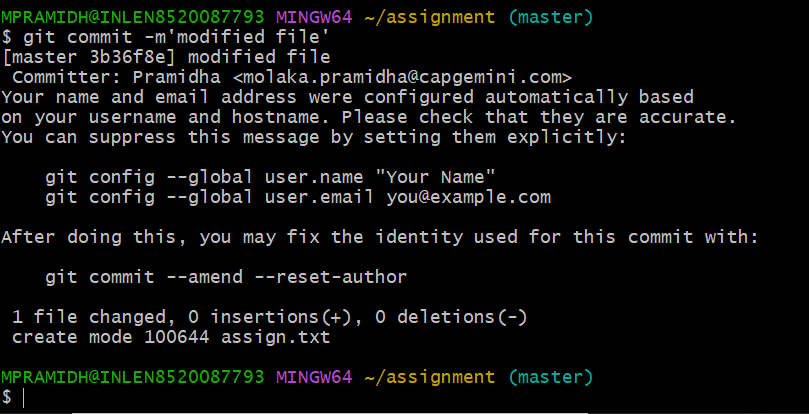 MPRAMIDH@INLEN8520087793 MINGW64 ~/assignment (master)
$ git commit -m'modified file'
[master 3b36f8e] modified file
 Committer: Pramidha <molaka.pramidha@capgemini.com>
Your name and email address were configured automatically based
on your username and hostname. Please check that they are accurate.
You can suppress this message by setting them explicitly:

    git config --global user.name "Your Name"
    git config --global user.email you@example.com

After doing this, you may fix the identity used for this commit with:

    git commit --amend --reset-author

 1 file changed, 0 insertions(+), 0 deletions(-)
 create mode 100644 assign.txt

MPRAMIDH@INLEN8520087793 MINGW64 ~/assignment (master)
$